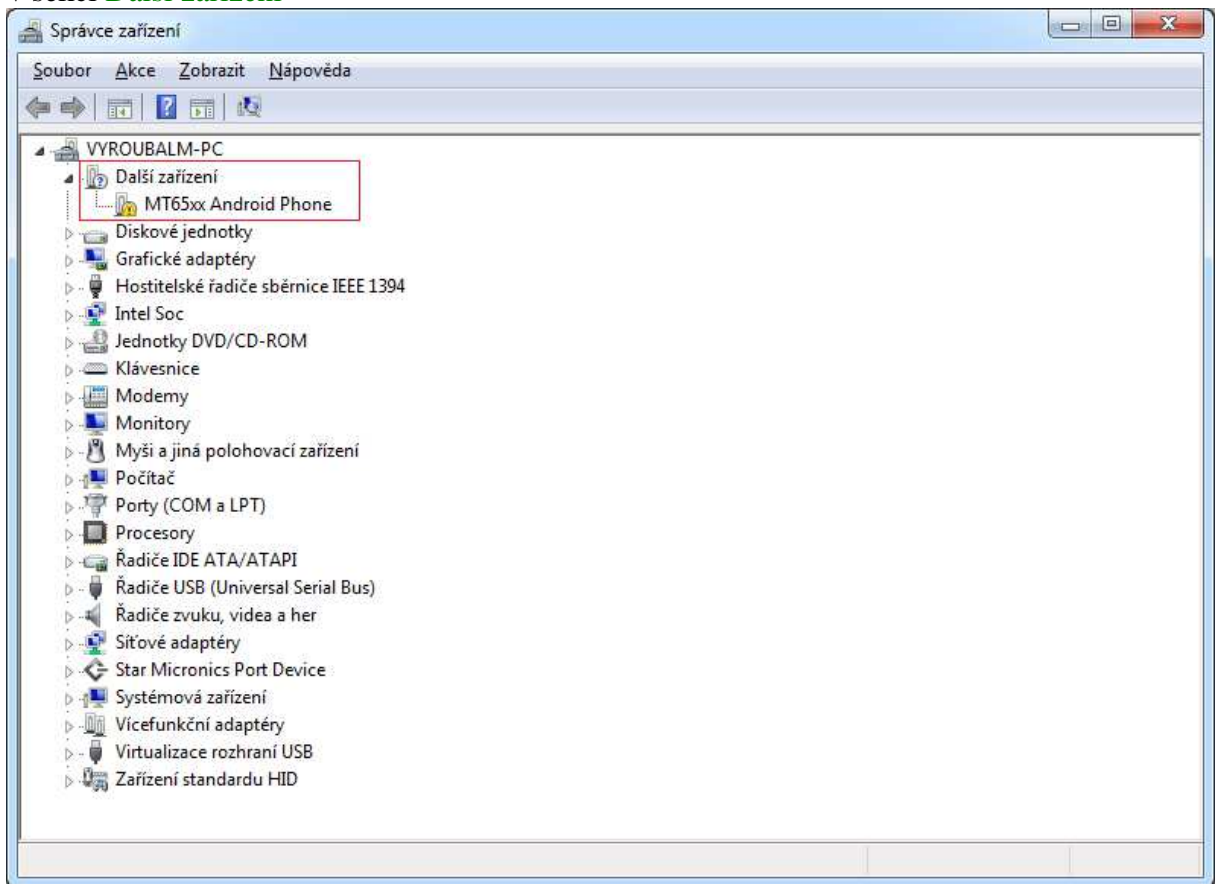 Další zařízení
Správce zařízení
Soubor Akce Zobrazit Nápověda
VYROUBALM-PC
Další zařízení
MT65xx Android Phone
Diskové jednotky
Grafické adaptéry
Hostitelské řadiče sběrnice IEEE 1394
Intel Soc
Jednotky DVD/CD-ROM
Klávesnice
Modemy
Monitory
Myši a jiná polohovací zařízení
Počítač
Porty (COM a LPT)
Procesory
Řadiče IDE ATA/ATAPI
Řadiče USB (Universal Serial Bus)
Řadiče zvuku, videa a her
Síťové adaptéry
Star Micronics Port Device
Systémová zařízení
Vícefunkční adaptéry
Virtualizace rozhraní USB
Zařízení standardu HID